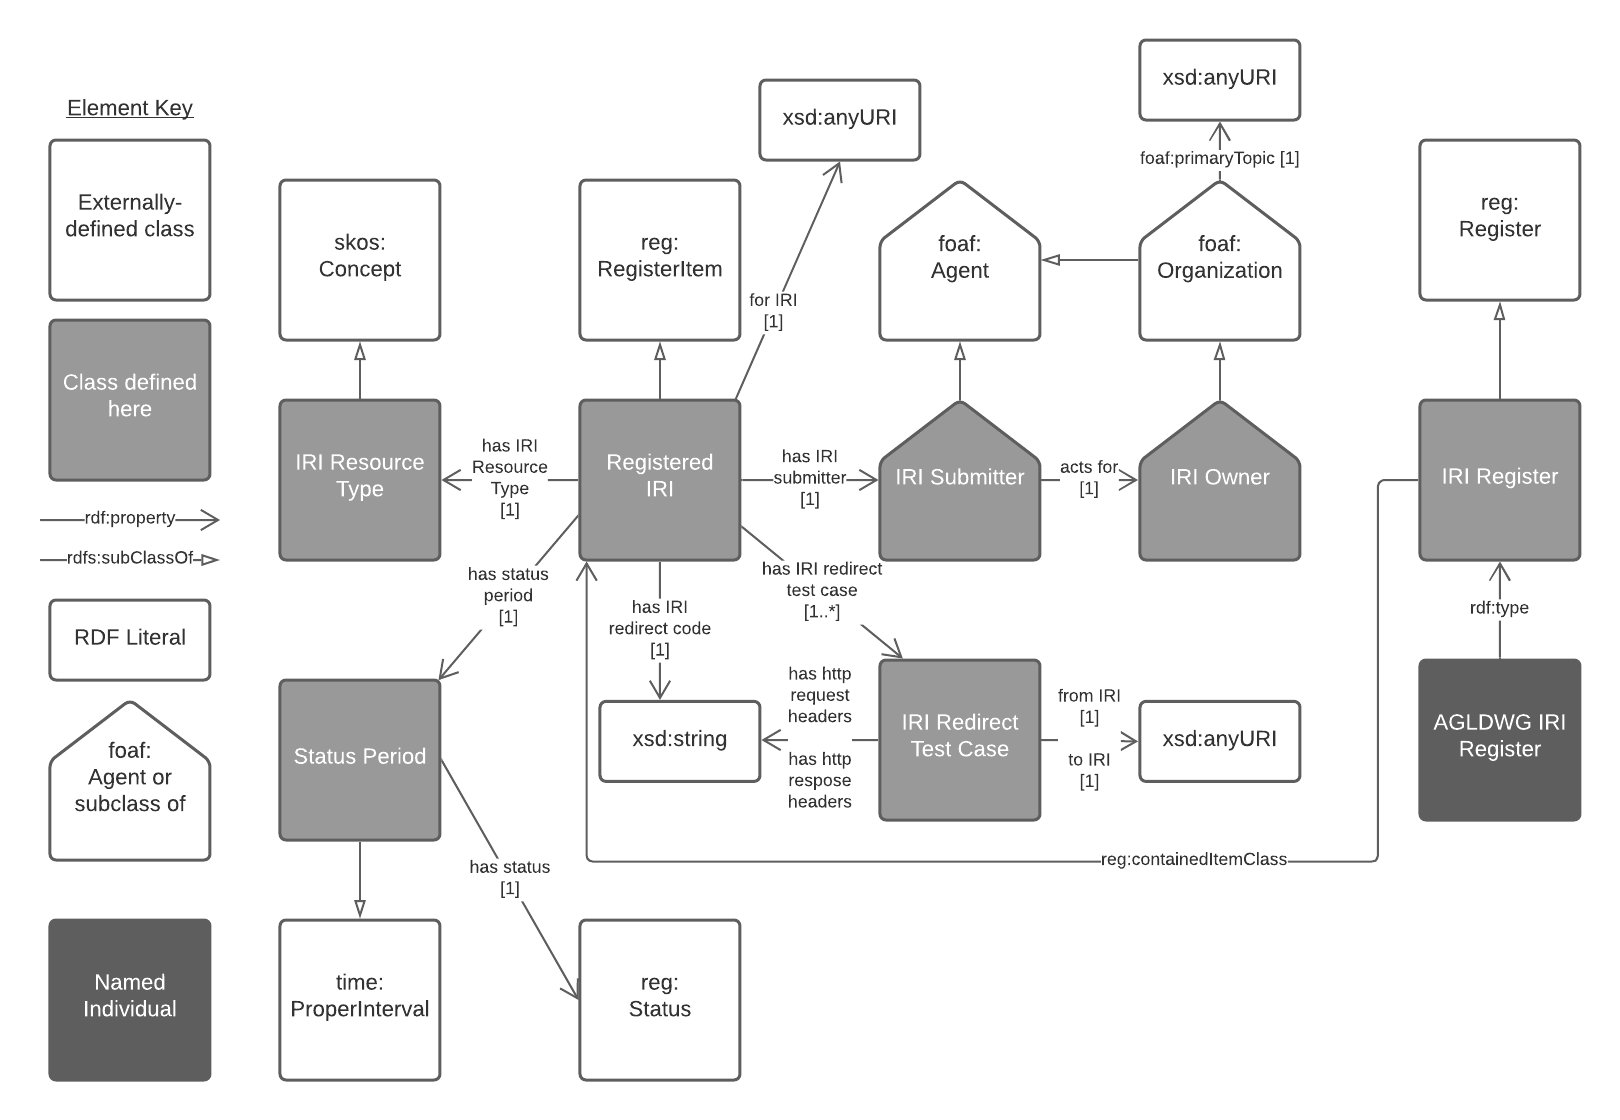 Element Key
Externally-
defined class
Class defined
here
rdf:property
rdfs:subClassOf
RDF Literal
foaf:
Agent or
subclass of
Named
Individual
skos:
Concept
IRI Resource
Type
has IRI
Resource
Type
[1]
reg:
RegisterItem
Registered
IRI
for IRI
[1]
xsd:anyURI
has IRI
submitter
[1]
foaf:
Agent
IRI Submitter
acts for
[1]
xsd:anyURI
foaf:primaryTopic [1]
foaf:
Organization
IRI Owner
reg:
Register
IRI Register
rdf:type
AGLDWG IRI
Register
has status
period
[1]
has IRI
redirect code
[1]
has IRI redirect
test case
[1..*]
Status Period
xsd:string
has http
request
headers
has http
respose
headers
IRI Redirect
Test Case
from IRI
[1]
to IRI
[1]
xsd:anyURI
reg:containedItemClass
has status
[1]
time:
ProperInterval
reg:
Status